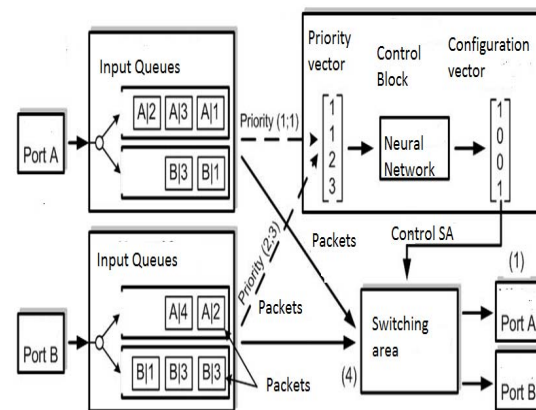 Input Queues
A|2 A|3 A|1
B|3 B|1
Port A
Priority (1;1)
Priority
vector
Control
Block
Configuration
vector
1
1
2
3
Neural
Network
1
0
0
1
Input Queues
A|4 A|2
B|1 B|3 B|3
Port B
Priority (2;3)
Packets
Packets
Packets
Control SA
(1)
(4)
Switching
area
Port A
Port B